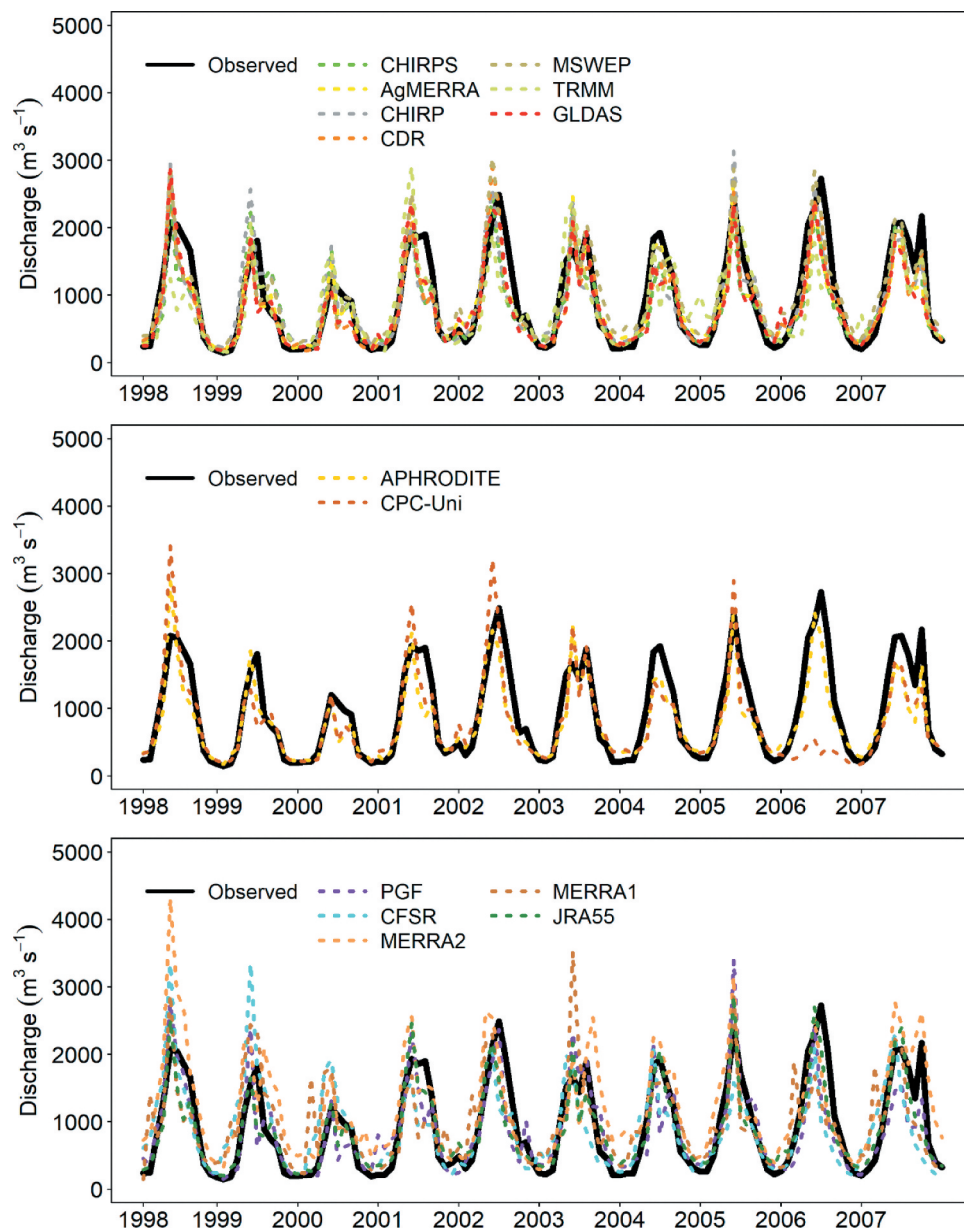 5000
4000
3000
2000
1000
0
Discharge (m³ s⁻¹)
Observed
CHIRPS
AgMERRA
CHIRP
CDR
MSWEP
TRMM
GLDAS
1998 1999 2000 2001 2002 2003 2004 2005 2006 2007
5000
4000
3000
2000
1000
0
Discharge (m³ s⁻¹)
Observed
APHRODITE
CPC-Uni
1998 1999 2000 2001 2002 2003 2004 2005 2006 2007
5000
4000
3000
2000
1000
0
Discharge (m³ s⁻¹)
Observed
PGF
CFSR
MERRA2
MERRA1
JRA55
1998 1999 2000 2001 2002 2003 2004 2005 2006 2007